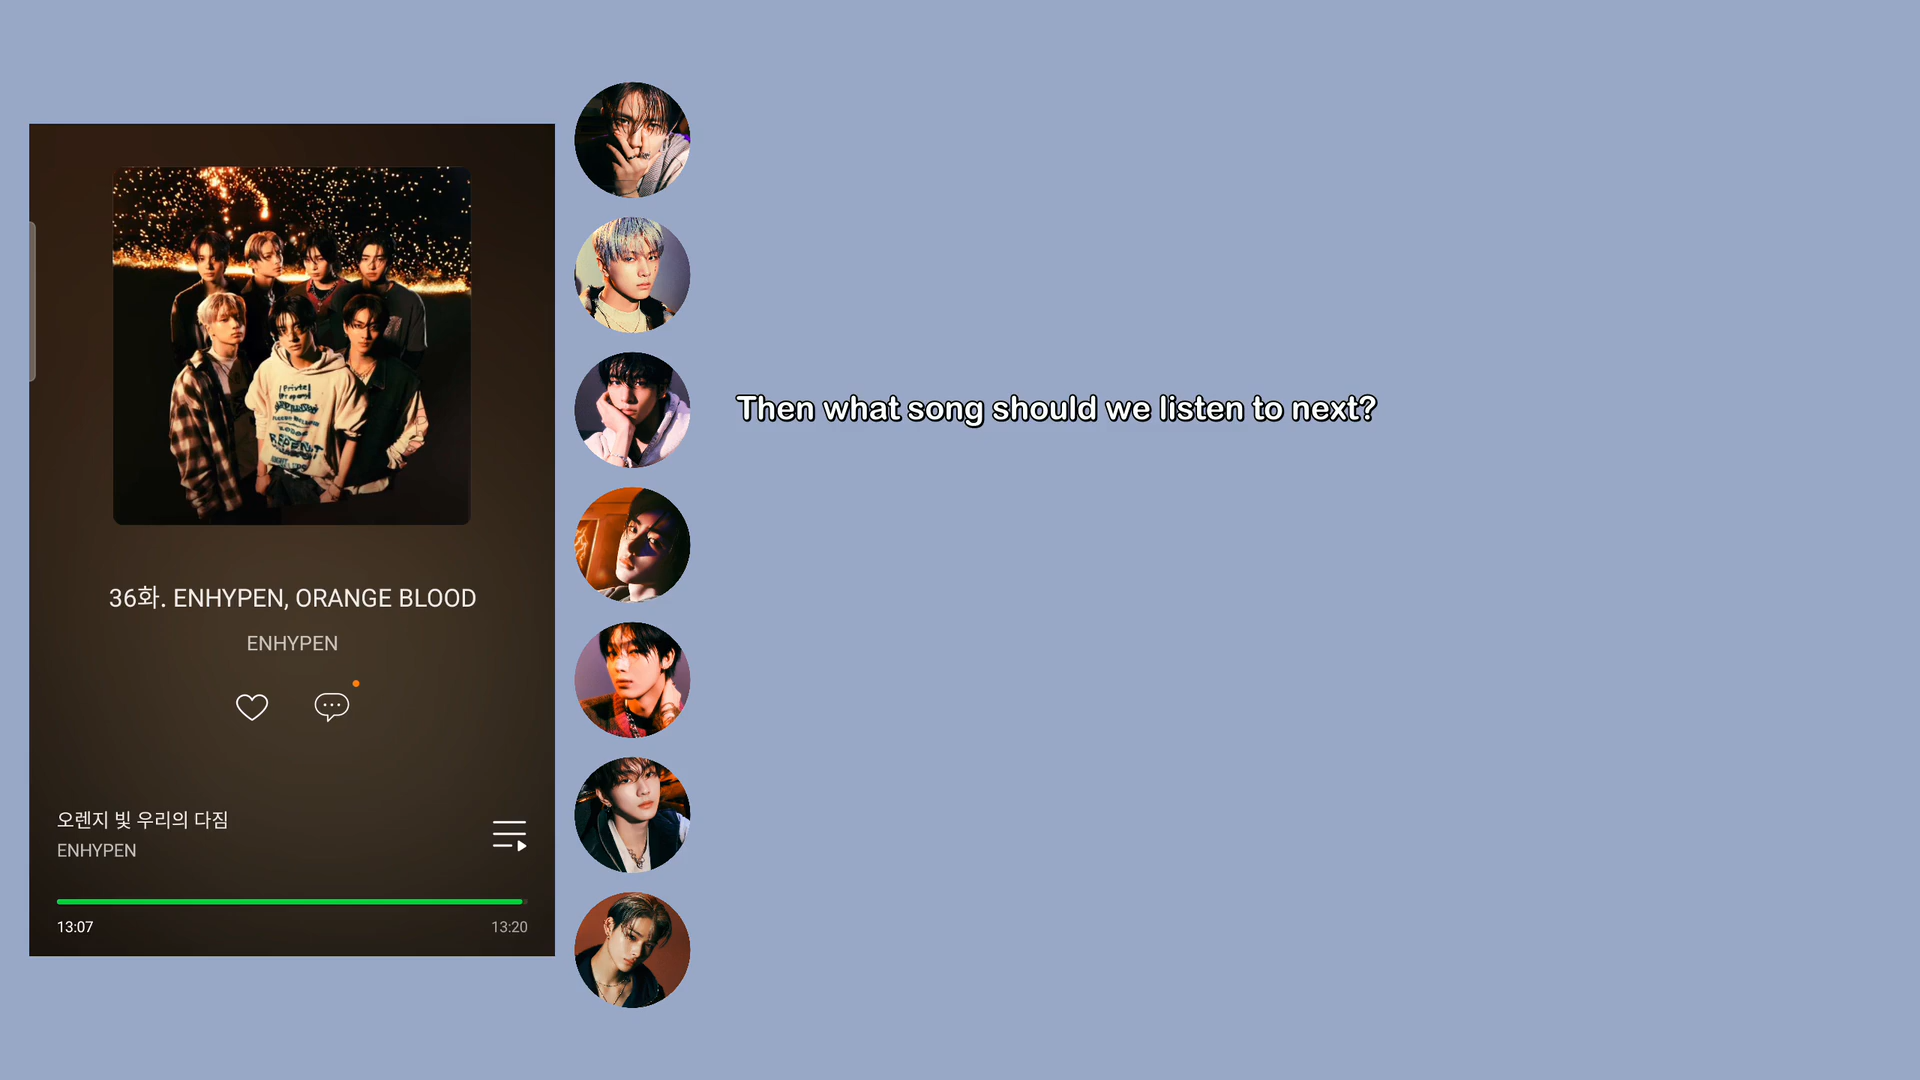 36화. ENHYPEN, ORANGE BLOOD
ENHYPEN
오렌지 빛 우리의 다짐
ENHYPEN
13:07
13:20
Then what song should we listen to next?